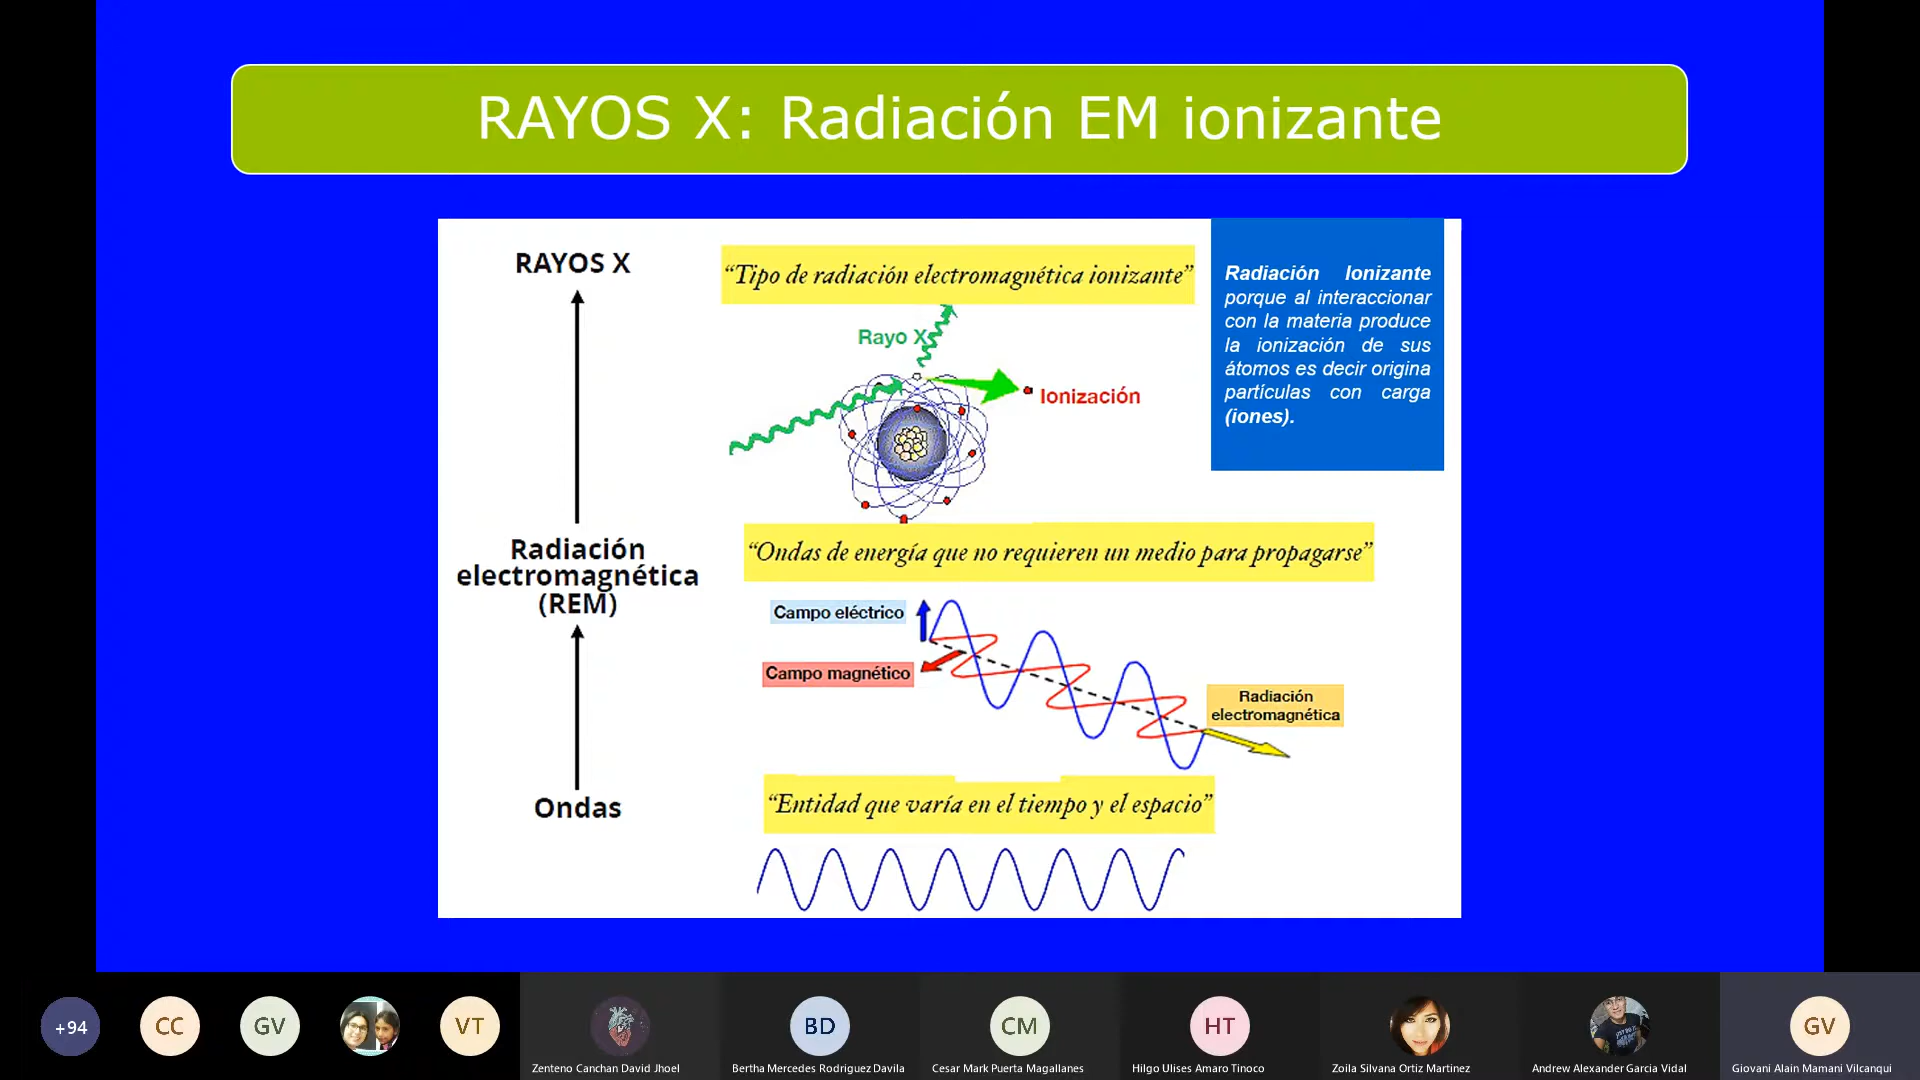 RAYOS X: Radiación EM ionizante
RAYOS X
“Tipo de radiación electromagnética ionizante”
Rayo X
Ionización
Radiación Ionizante
porque al interaccionar
con la materia produce
la ionización de sus
átomos es decir origina
partículas con carga
(iones).
Radiación
electromagnética
(REM)
“Ondas de energía que no requieren un medio para propagarse”
Campo eléctrico
Campo magnético
Radiación
electromagnética
Ondas
“Entidad que varía en el tiempo y el espacio”
+94
CC
GV
VT
BD
CM
HT
GV
Zenteno Canchan David Jhoel
Bertha Mercedes Rodriguez Davila
Cesar Mark Puerta Magallanes
Hilgo Ulises Amaro Tinoco
Zoila Silvana Ortiz Martinez
Andrew Alexander Garcia Vidal
Giovani Alain Mamani Vilcanqui